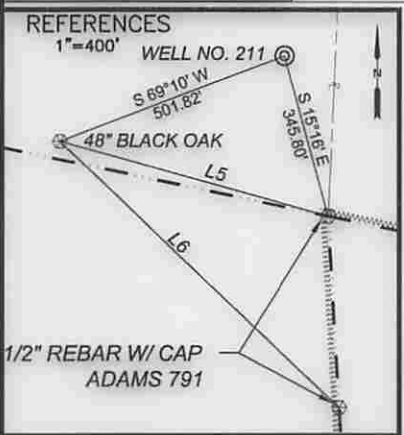 REFERENCES
1"=400'
WELL NO. 211
N
S 69°10' W
501.82'
S 15°16' E
345.80'
48" BLACK OAK
L5
L6
1/2" REBAR W/ CAP
ADAMS 791